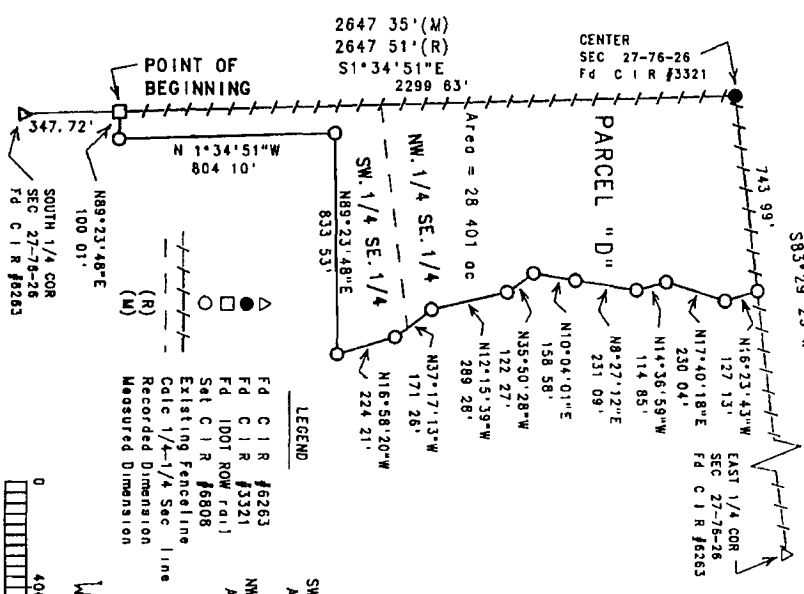 2647 35'(M)
2647 51'(R)
S1°34'51"E
2299 63'
CENTER
SEC 27-76-26
Fd C I R #3321
POINT OF
BEGINNING
347.72'
N 1°34'51"W
804 10'
SOUTH 1/4 COR
SEC 27-76-26
Fd C I R #6263
N89°23'48"E
100 01'
N89°23'48"E
833 53'
SW. 1/4 SE. 1/4
NW. 1/4 SE. 1/4
Area = 28 401 ac
PARCEL "D"
743 99'
N16°23'43"W
127 13'
N17°40'18"E
230 04'
N14°36'59"W
114 85'
N8°27'12"E
231 09'
N10°04'01"E
158 58'
N35°50'28"W
122 27'
N12°15'39"W
289 28'
N37°17'13"W
171 26'
N16°58'20"W
224 21'
EAST 1/4 COR
SEC 27-76-26
Fd C I R #6263
LEGEND
Fd C I R #6263
Fd C I R #3321
Fd IDOT ROW rail
Set C I R #6808
Existing Fenceline
Calc 1/4-1/4 Sec line
(R) Recorded Dimension
(M) Measured Dimension
0